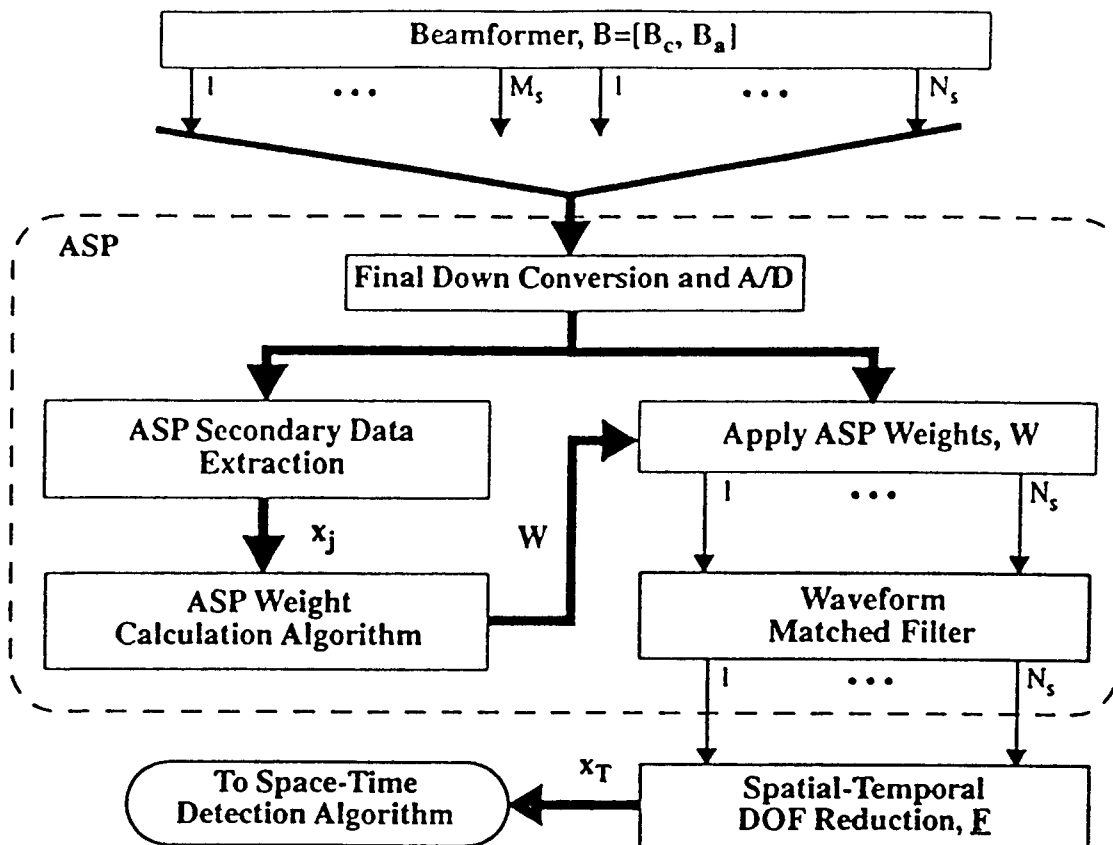 Beamformer, B=[B_c, B_a]
1 ••• M_s 1 ••• N_s
ASP
Final Down Conversion and A/D
ASP Secondary Data
Extraction
Apply ASP Weights, W
1 ••• N_s
x_j
W
ASP Weight
Calculation Algorithm
Waveform
Matched Filter
1 ••• N_s
To Space-Time
Detection Algorithm
x_T
Spatial-Temporal
DOF Reduction, F